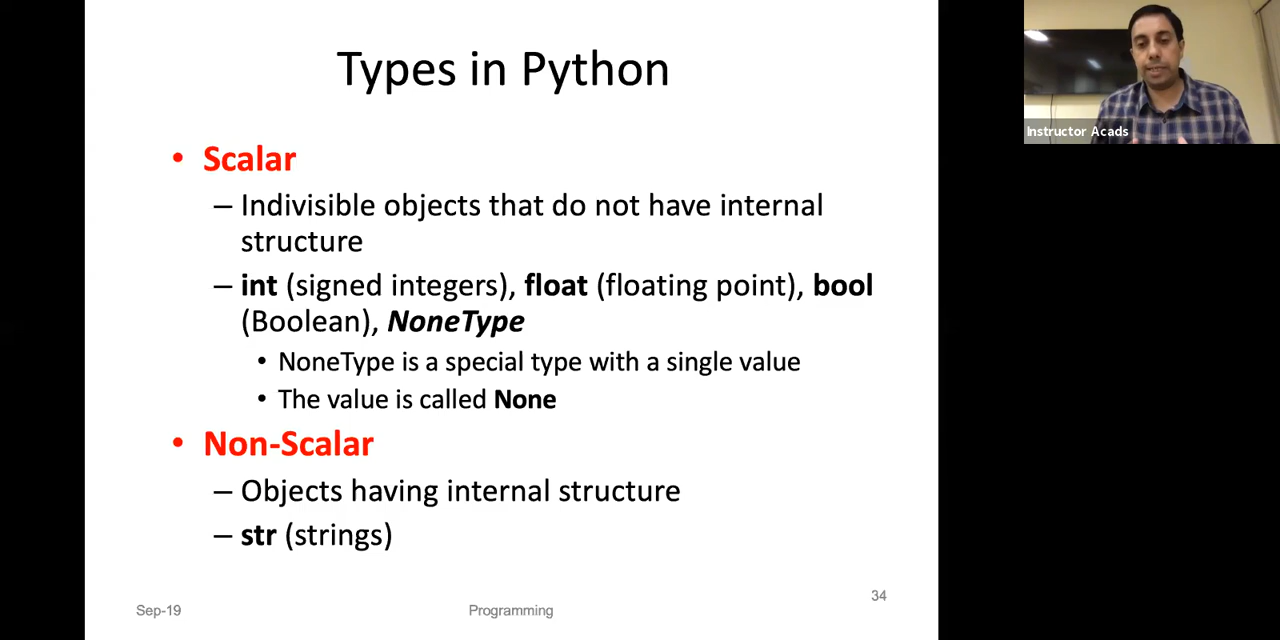 Types in Python
• Scalar
– Indivisible objects that do not have internal
structure
– int (signed integers), float (floating point), bool
(Boolean), NoneType
• NoneType is a special type with a single value
• The value is called None
• Non-Scalar
– Objects having internal structure
– str (strings)
Sep-19
Programming
34
Instructor Acads